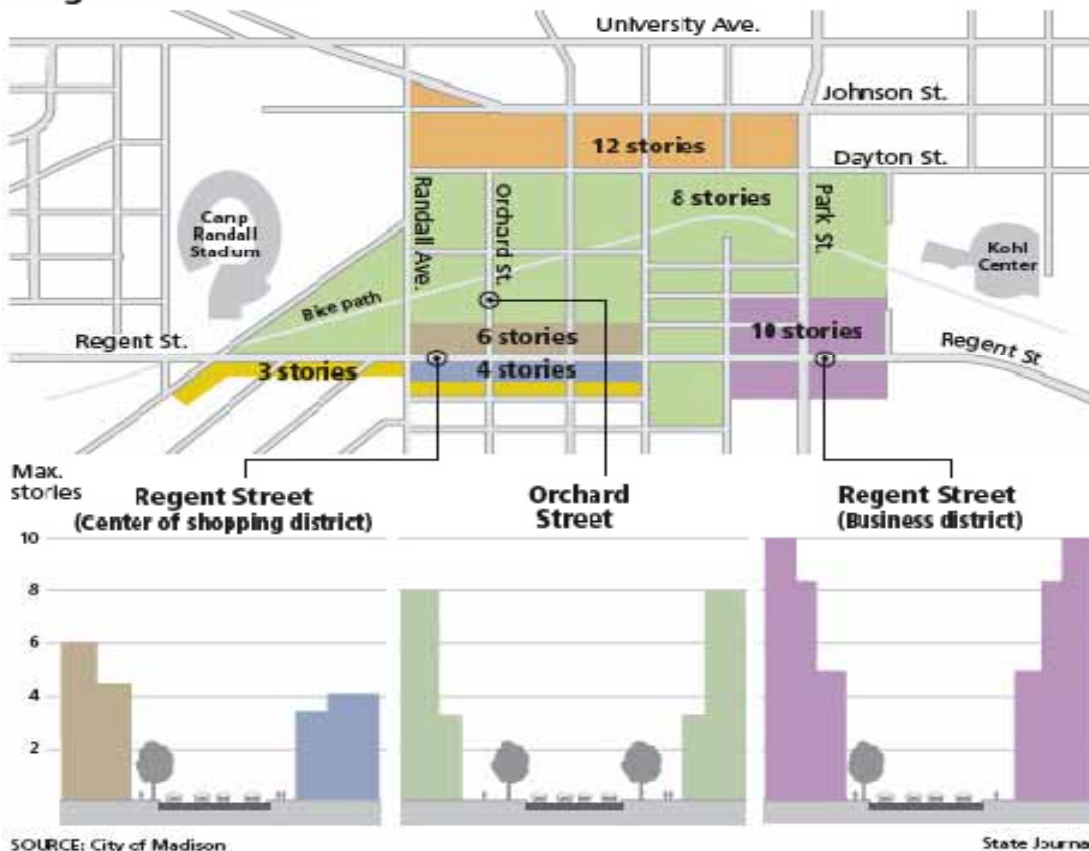 University Ave.
Johnson St.
12 stories
Dayton St.
8 stories
Randall Ave.
Orchard St.
Park St.
Camp
Randall
Stadium
Kohl
Center
Bike path
Regent St.
6 stories
10 stories
Regent St.
3 stories
4 stories
Max.
stories
Regent Street
(Center of shopping district)
Orchard
Street
Regent Street
(Business district)
10
8
6
4
2
SOURCE: City of Madison
State Journa